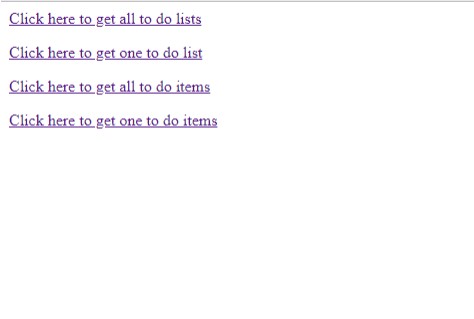 Click here to get all to do lists
Click here to get one to do list
Click here to get all to do items
Click here to get one to do items